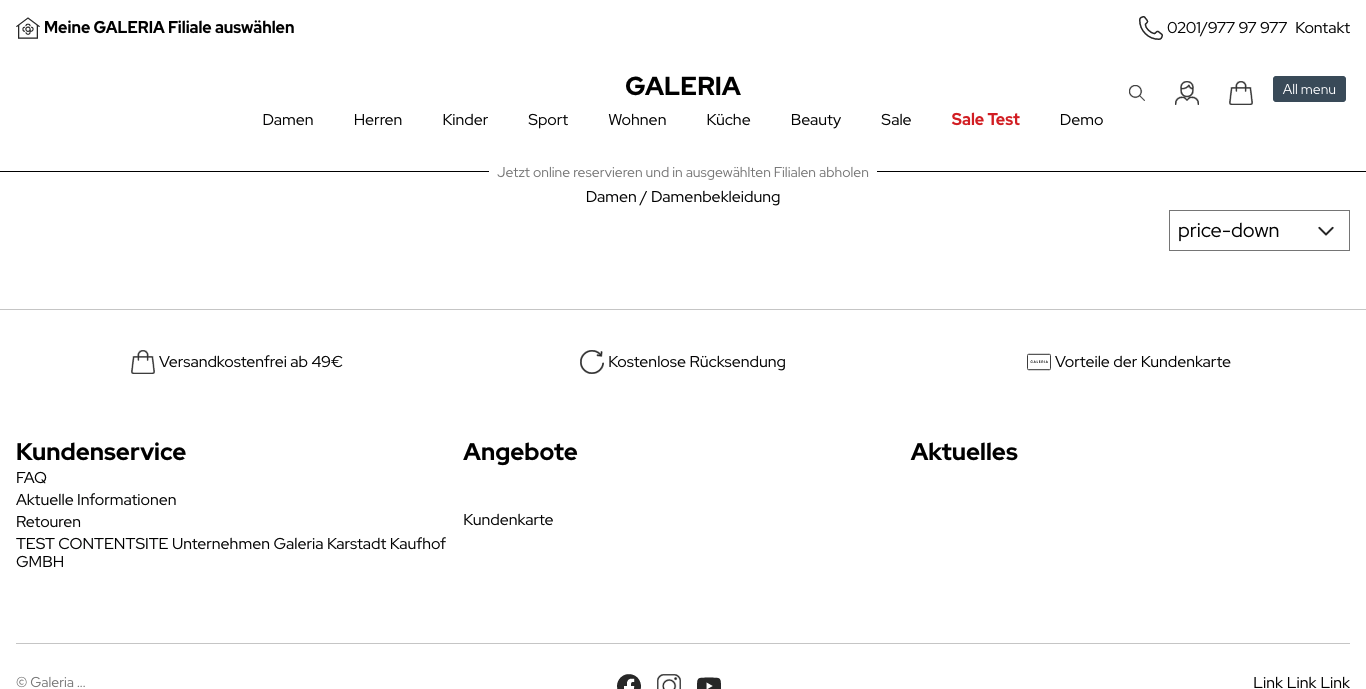 Meine GALERIA Filiale auswählen
0201/977 97 977 Kontakt
GALERIA
All menu
Damen Herren Kinder Sport Wohnen Küche Beauty Sale Sale Test Demo
Jetzt online reservieren und in ausgewählten Filialen abholen
Damen / Damenbekleidung
price-down
Versandkostenfrei ab 49€
Kostenlose Rücksendung
GALERIA
Vorteile der Kundenkarte
Kundenservice
FAQ
Aktuelle Informationen
Retouren
TEST CONTENTSITE Unternehmen Galeria Karstadt Kaufhof
GMBH
Angebote
Kundenkarte
Aktuelles
© Galeria ...
Link Link Link